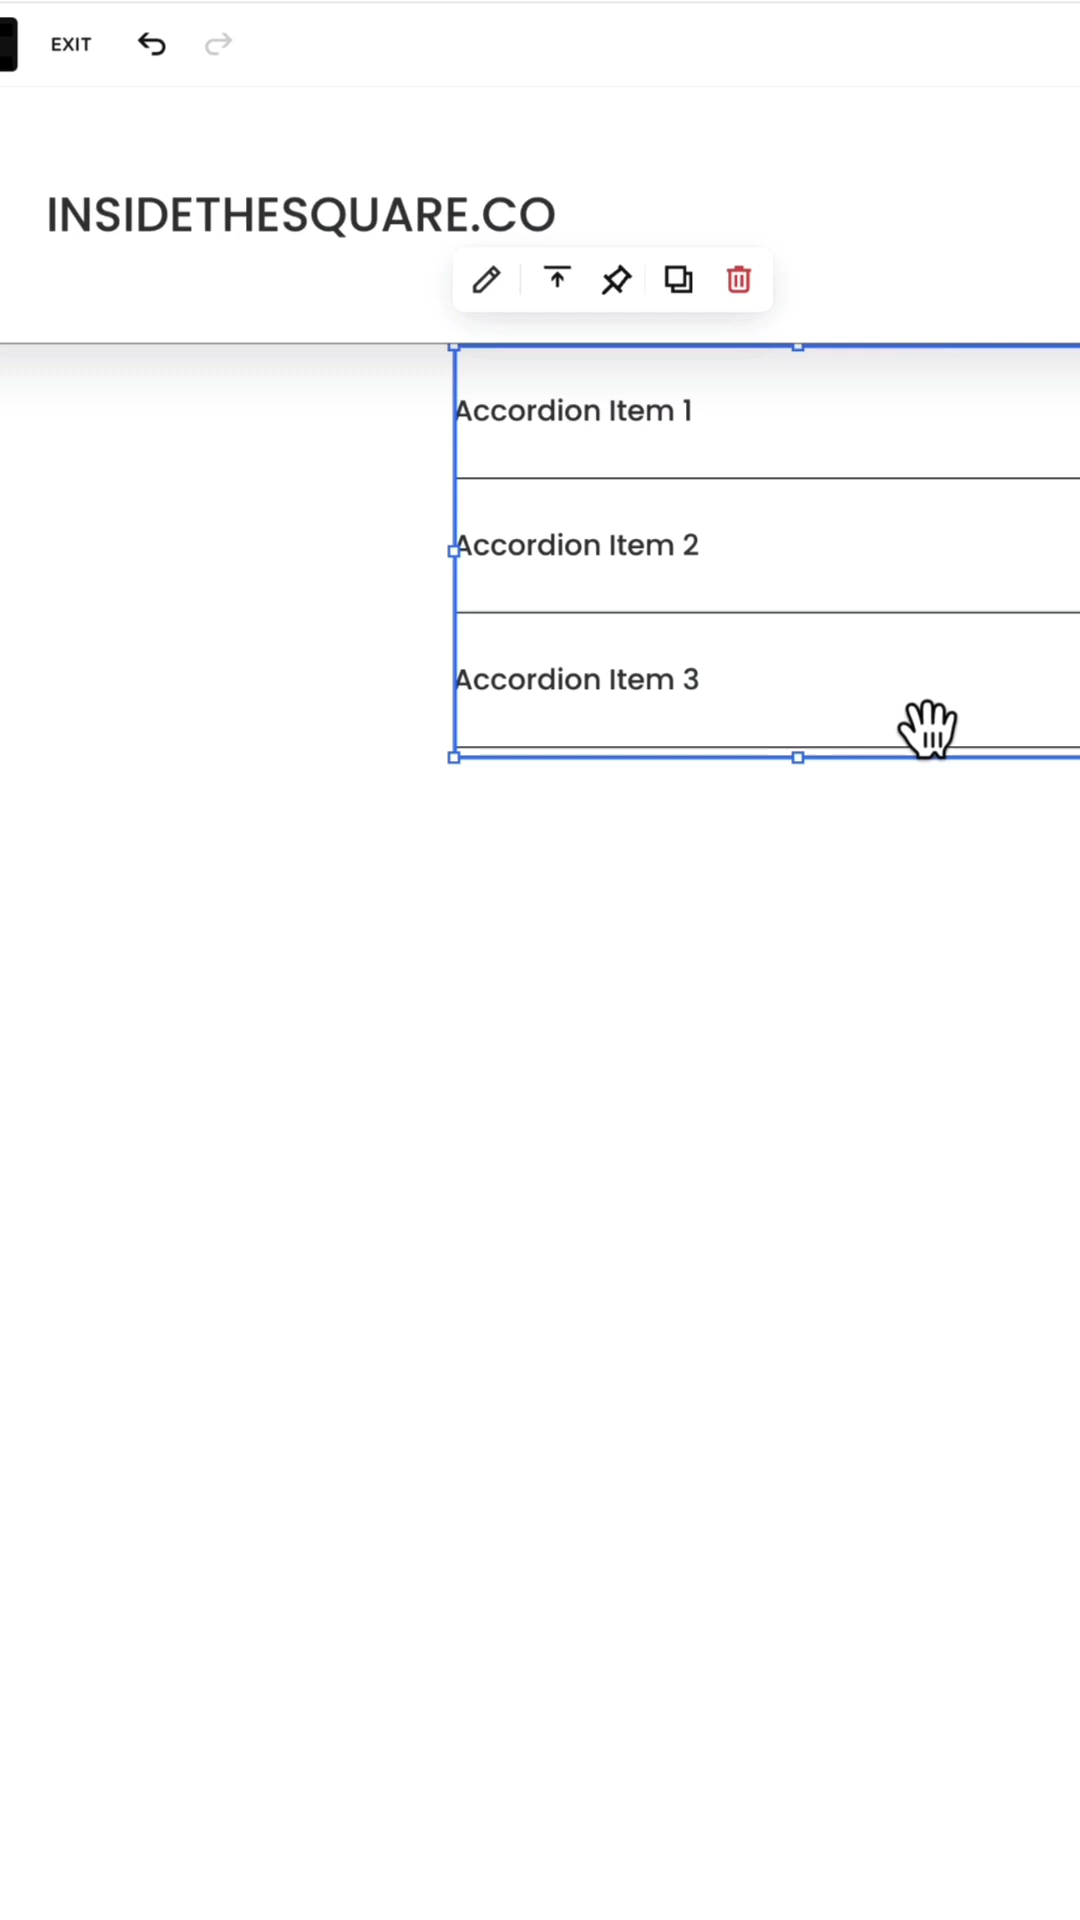 EXIT
INSIDETHESQUARE.CO
Accordion Item 1
Accordion Item 2
Accordion Item 3